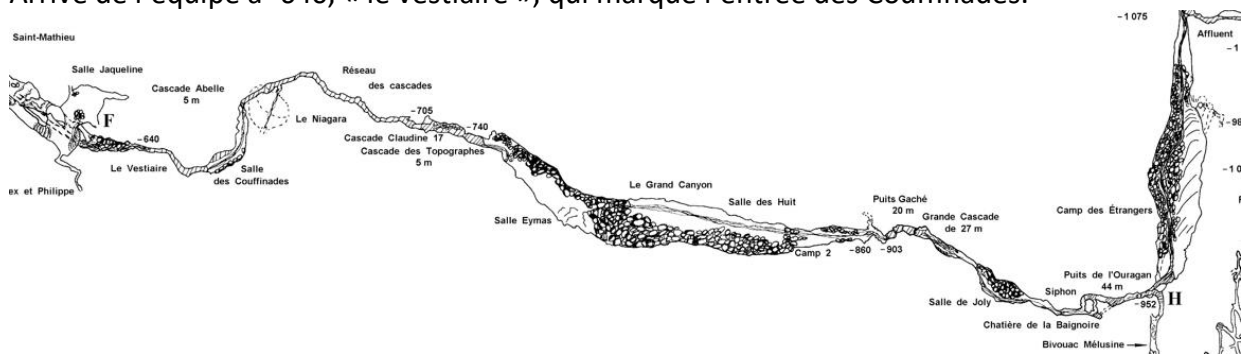 Arrivé de l'équipe à -640, « le vestiaire », qui marque l'entrée des Couffinades.
Saint-Mathieu
Salle Jaqueline
F
ex et Philippe
-640
Le Vestiaire
Cascade Abelle
5 m
Salle
des Couffinades
Le Niagara
Réseau
des cascades
-705
-740
Cascade Claudine 17
Cascade des Topographes
5 m
Salle Eymas
Le Grand Canyon
Salle des Huit
Camp 2
-860
-903
Puits Gaché
20 m
Grande Cascade
de 27 m
Salle de Joly
Siphon
Chatière de la Baignoire
Puits de l'Ouragan
44 m
-952
H
Bivouac Mélusine
Camp des Étrangers
-1 075
Affluent